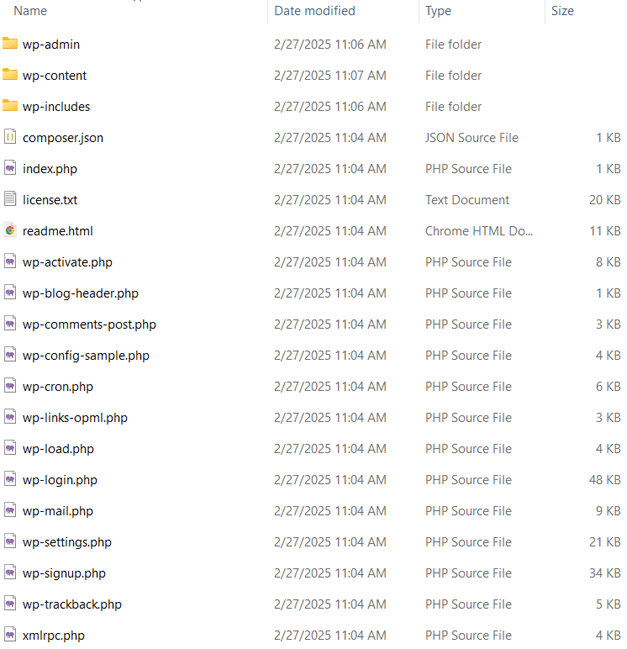 Name Date modified Type Size
wp-admin 2/27/2025 11:06 AM File folder
wp-content 2/27/2025 11:07 AM File folder
wp-includes 2/27/2025 11:06 AM File folder
composer.json 2/27/2025 11:04 AM JSON Source File 1 KB
index.php 2/27/2025 11:04 AM PHP Source File 1 KB
license.txt 2/27/2025 11:04 AM Text Document 20 KB
readme.html 2/27/2025 11:04 AM Chrome HTML Do... 11 KB
wp-activate.php 2/27/2025 11:04 AM PHP Source File 8 KB
wp-blog-header.php 2/27/2025 11:04 AM PHP Source File 1 KB
wp-comments-post.php 2/27/2025 11:04 AM PHP Source File 3 KB
wp-config-sample.php 2/27/2025 11:04 AM PHP Source File 4 KB
wp-cron.php 2/27/2025 11:04 AM PHP Source File 6 KB
wp-links-opml.php 2/27/2025 11:04 AM PHP Source File 3 KB
wp-load.php 2/27/2025 11:04 AM PHP Source File 4 KB
wp-login.php 2/27/2025 11:04 AM PHP Source File 48 KB
wp-mail.php 2/27/2025 11:04 AM PHP Source File 9 KB
wp-settings.php 2/27/2025 11:04 AM PHP Source File 21 KB
wp-signup.php 2/27/2025 11:04 AM PHP Source File 34 KB
wp-trackback.php 2/27/2025 11:04 AM PHP Source File 5 KB
xmlrpc.php 2/27/2025 11:04 AM PHP Source File 4 KB